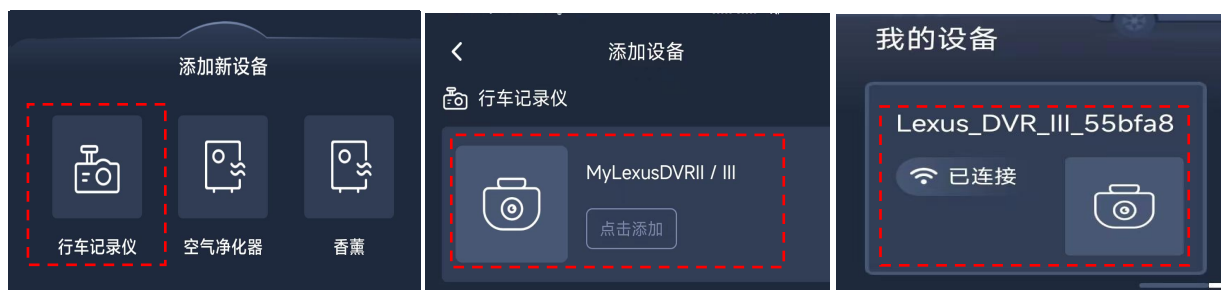 添加新设备
行车记录仪
空气净化器
香薰
添加设备
行车记录仪
MyLexusDVRII / III
点击添加
我的设备
Lexus_DVR_III_55bfa8
已连接